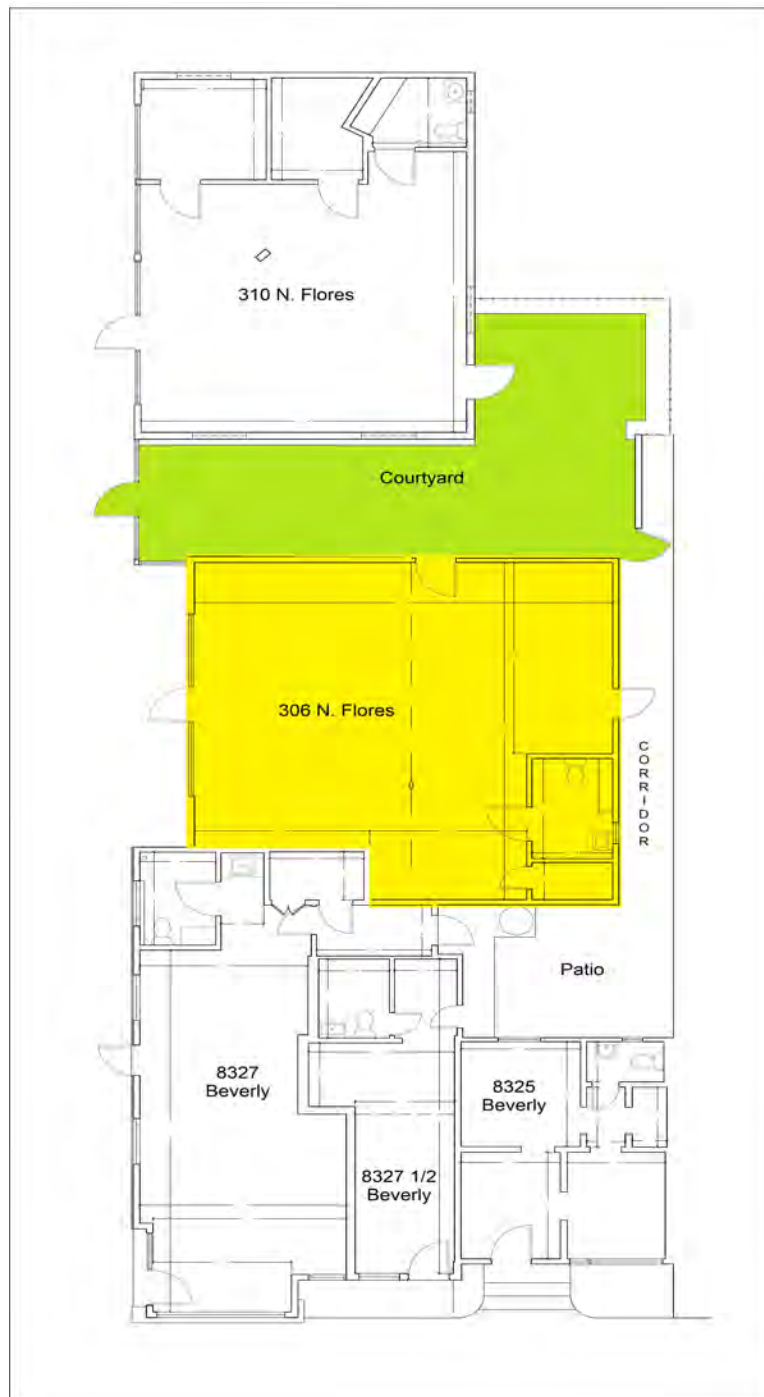 310 N. Flores
Courtyard
306 N. Flores
CORRIDOR
Patio
8327
Beverly
8325
Beverly
8327 1/2
Beverly